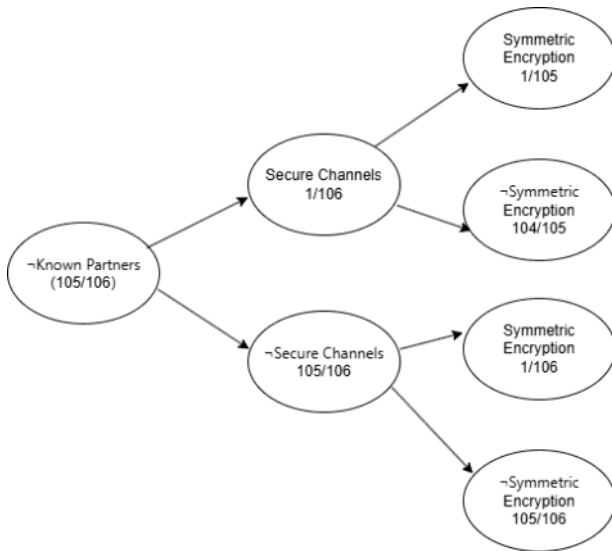 Symmetric
Encryption
1/105
Secure Channels
1/106
¬Symmetric
Encryption
104/105
¬Known Partners
(105/106)
¬Secure Channels
105/106
Symmetric
Encryption
1/106
¬Symmetric
Encryption
105/106